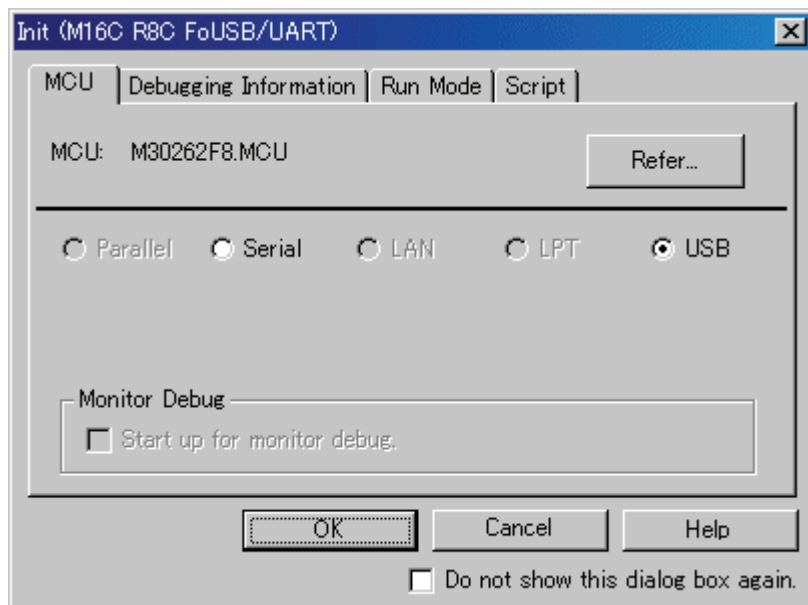 Init (M16C R8C FoUSB/UART)
MCU Debugging Information Run Mode Script
MCU: M30262F8.MCU Refer...
Parallel Serial LAN LPT USB
Monitor Debug
Start up for monitor debug.
OK Cancel Help
Do not show this dialog box again.